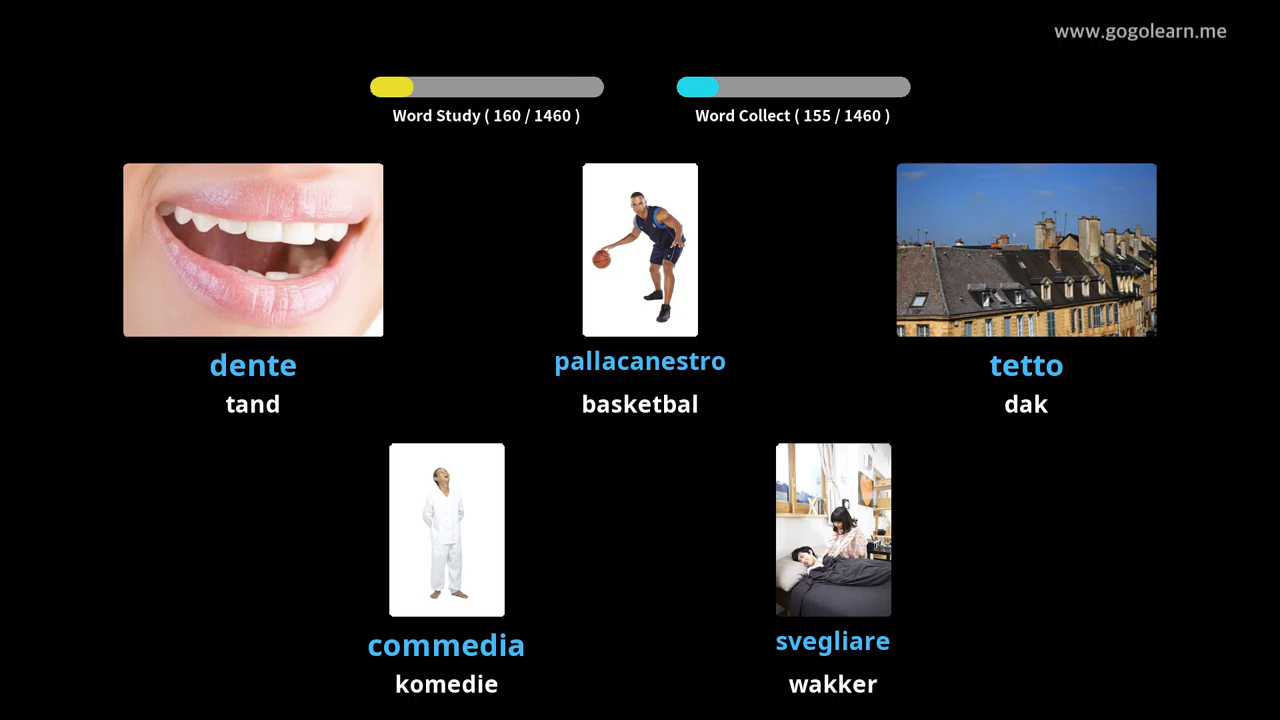 www.gogolearn.me
Word Study ( 160 / 1460 )
Word Collect ( 155 / 1460 )
dente
tand
pallacanestro
basketbal
tetto
dak
commedia
komedie
svegliare
wakker